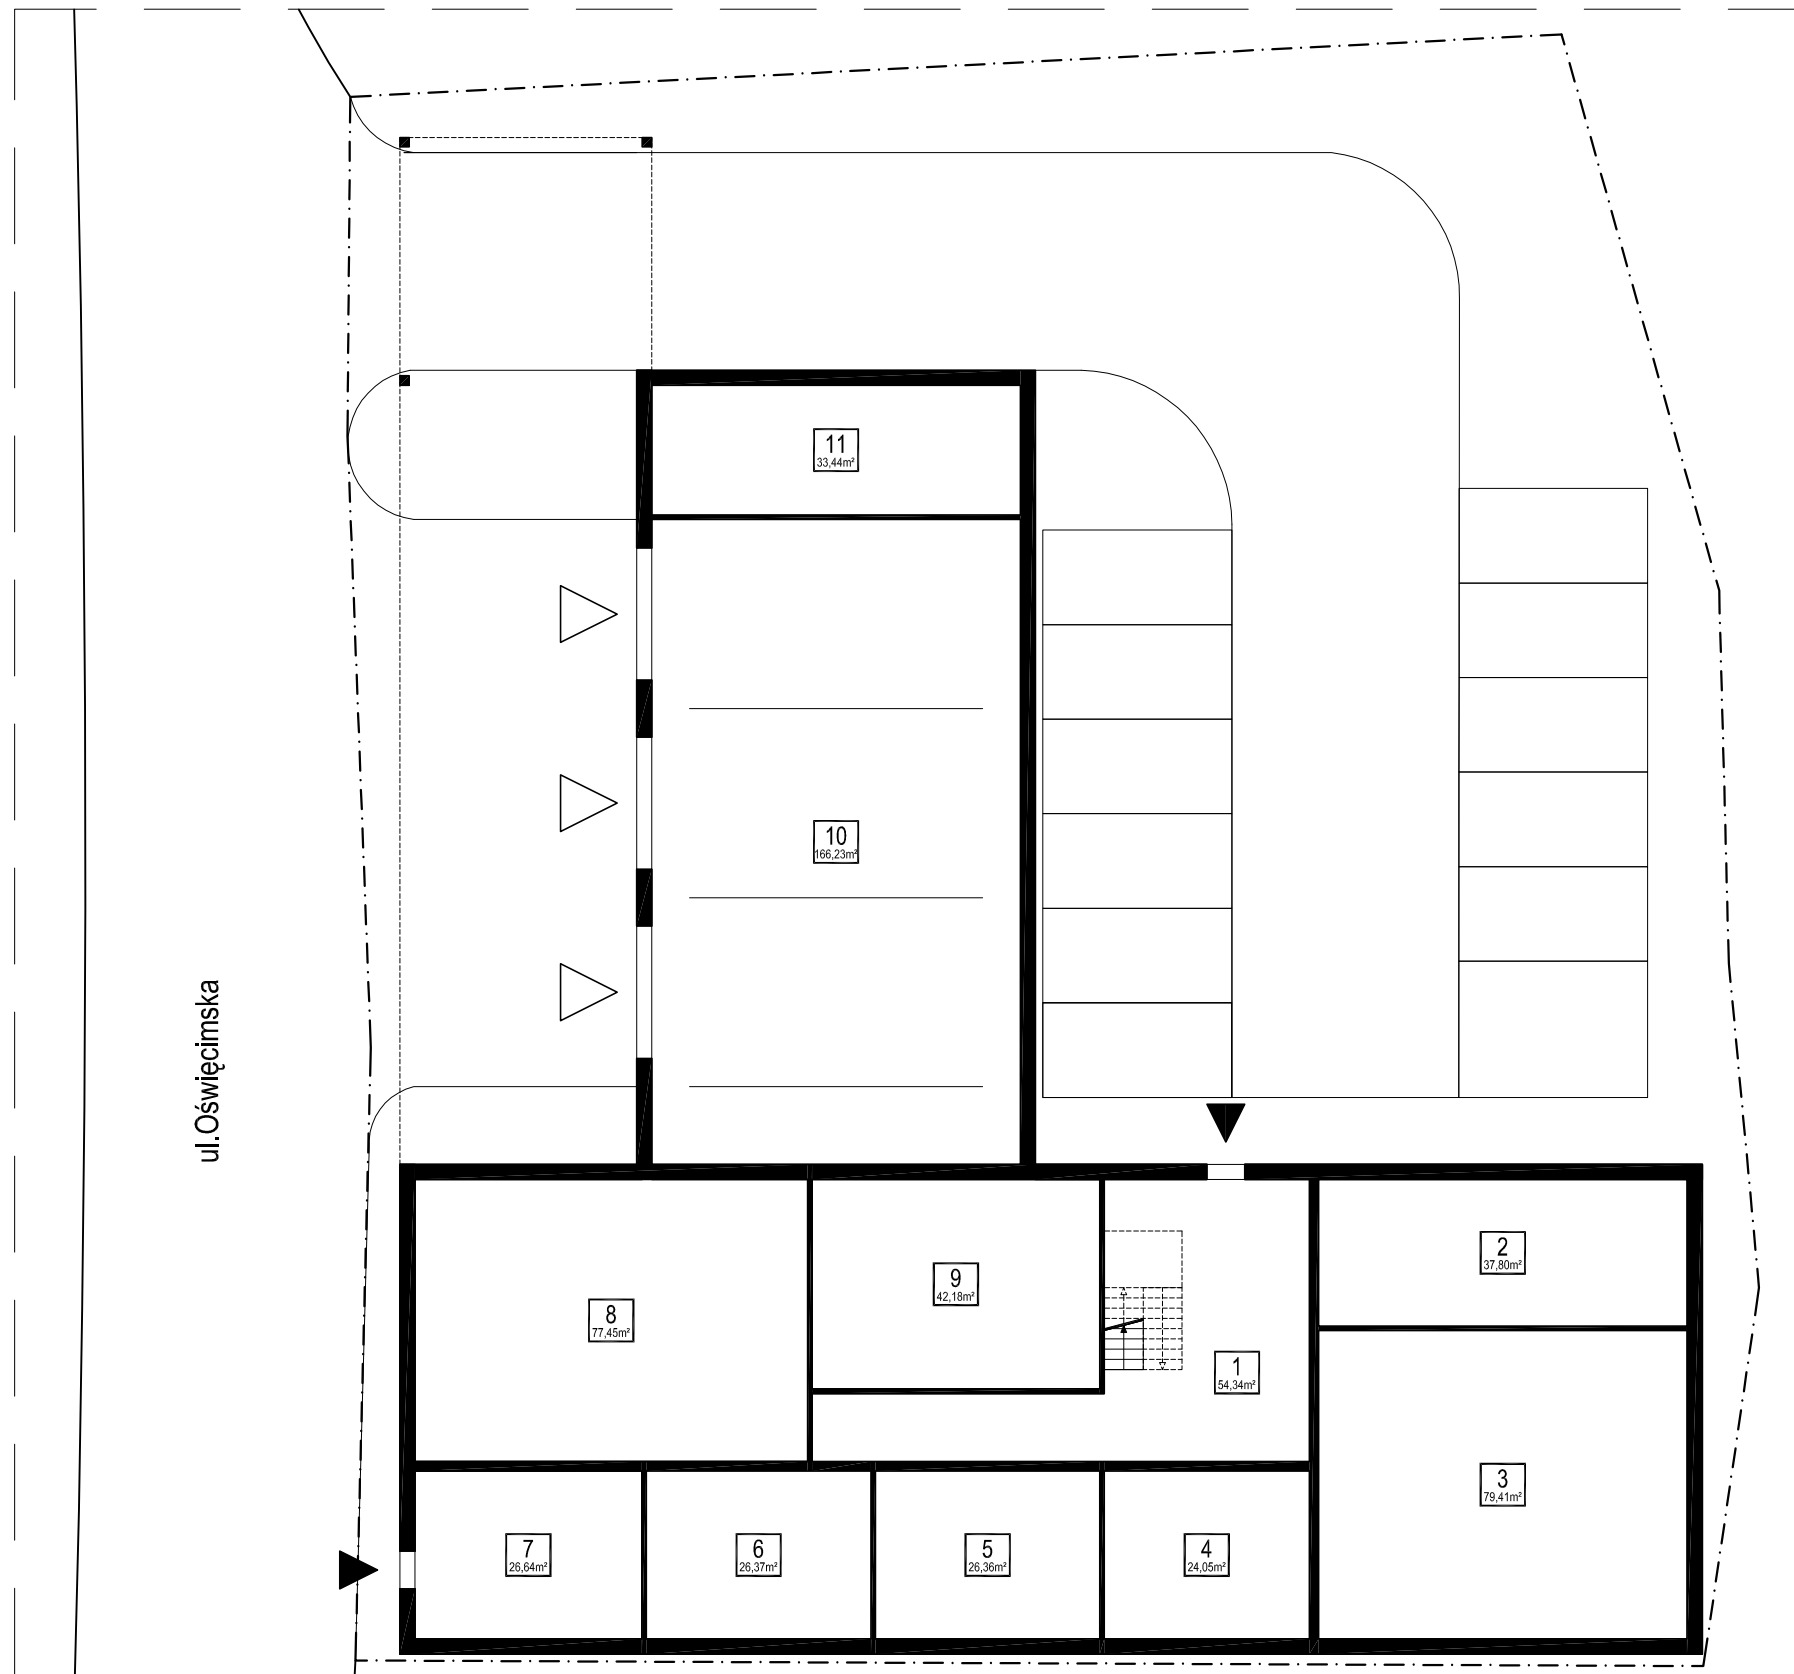 11
33,44m²
10
166,23m²
ul.Oświęcimska
2
37,80m²
9
42,18m²
8
77,45m²
1
54,34m²
3
79,41m²
7
26,64m²
6
26,37m²
5
26,36m²
4
24,05m²